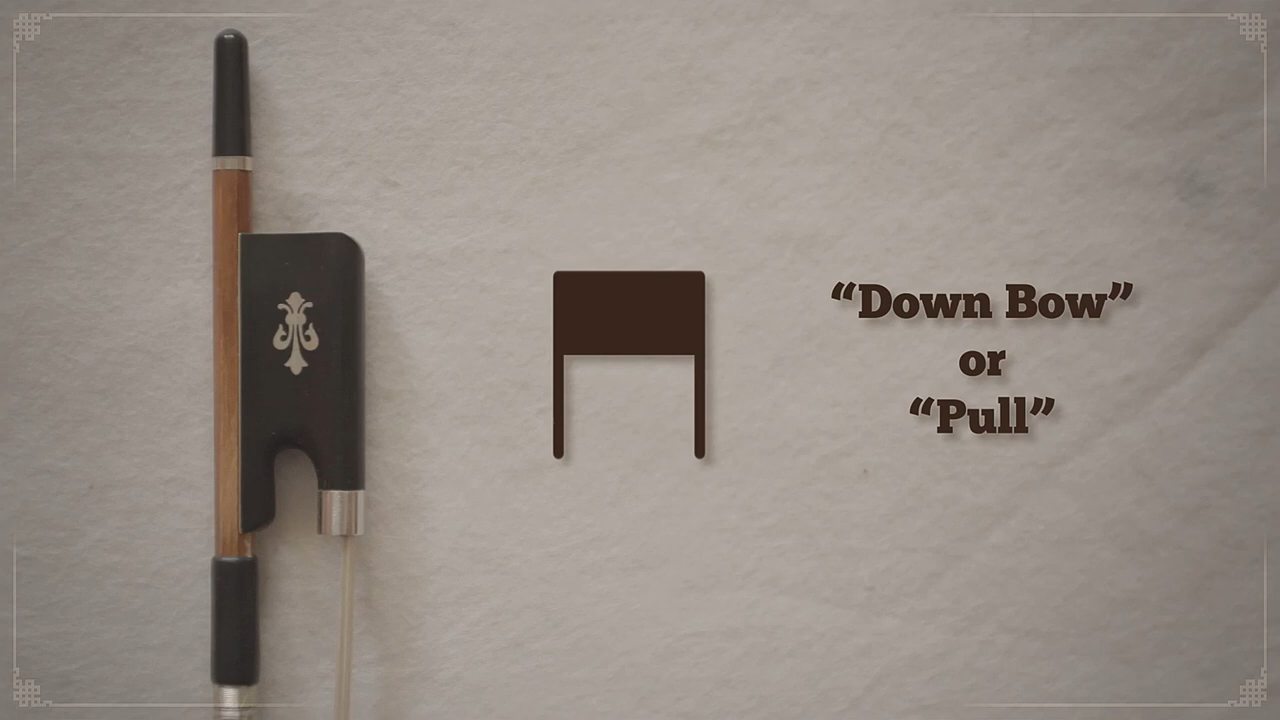 “Down Bow”
or
“Pull”